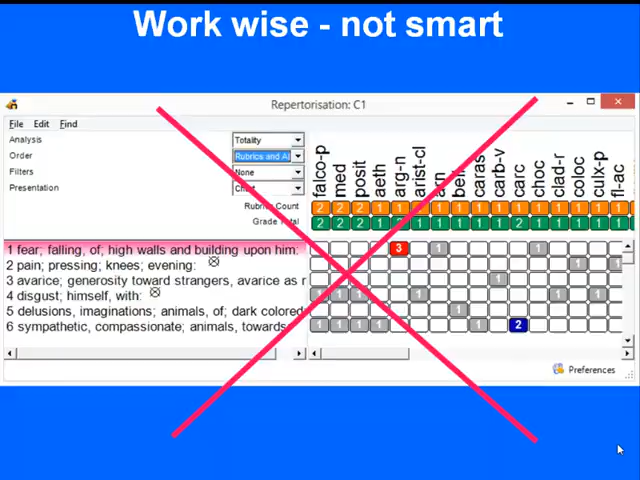 Work wise - not smart
Repertorisation: C1
File Edit Find
Analysis Totality
Order Rubrics and Al
Filters None
Presentation
falco-p med posit aeth arg-n arist-cl bell caras carb-v carc choc clad-r coloc culx-p fl-ac
Rubric Count
Grade Total
1 fear; falling, of; high walls and building upon him:
2 pain; pressing; knees; evening:
3 avarice; generosity toward strangers, avarice as r
4 disgust; himself, with:
5 delusions, imaginations; animals, of; dark colored
6 sympathetic, compassionate; animals, towards
Preferences